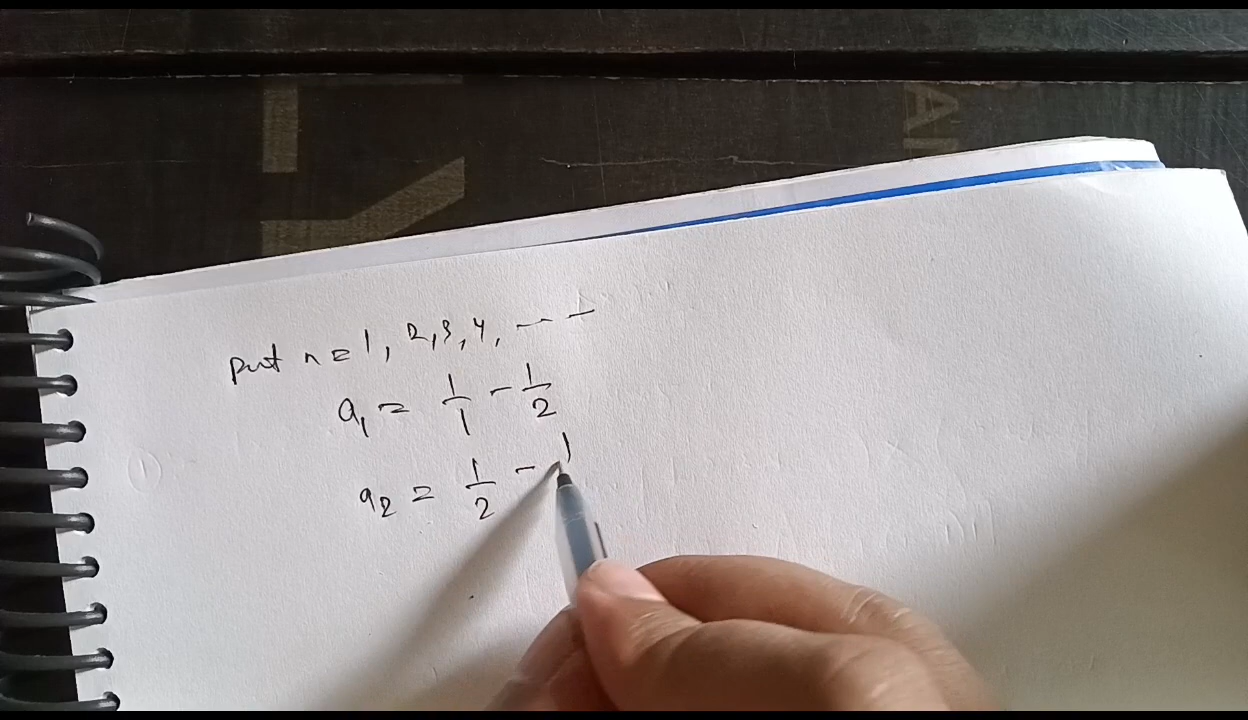 put n = 1, 2, 3, 4, - -
a₁ = 1/1 - 1/2
a₂ = 1/2 - 1